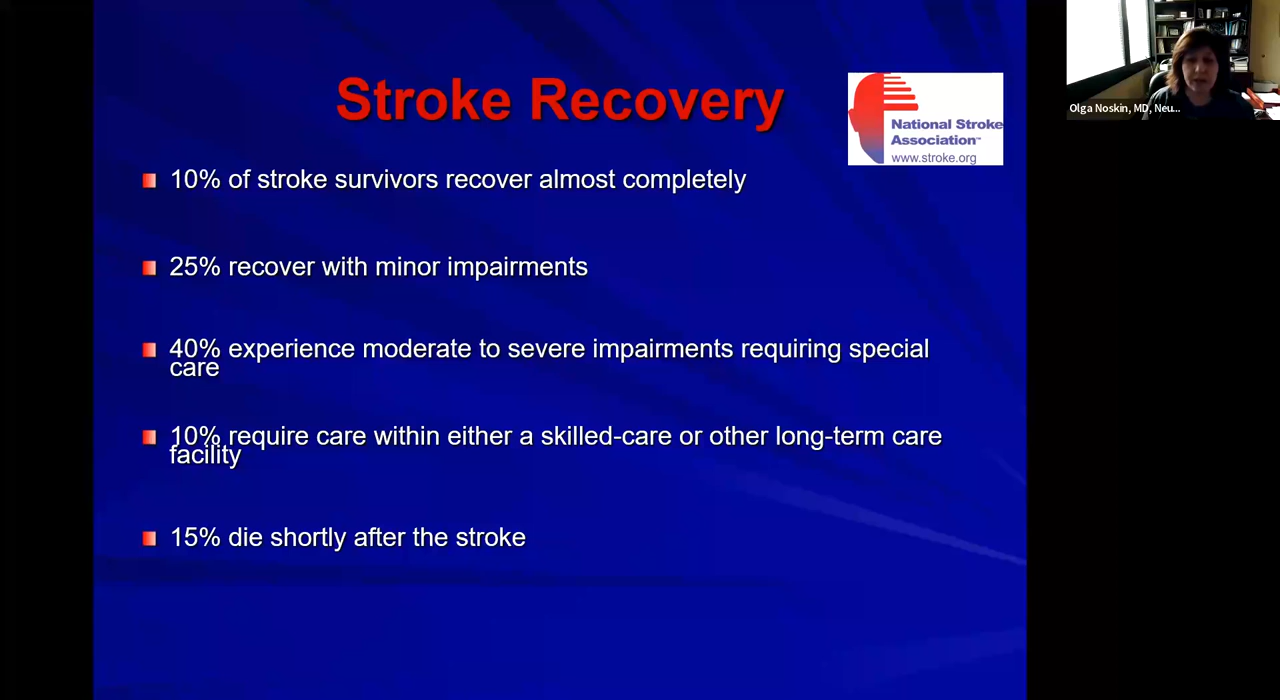 Stroke Recovery
National Stroke
Association™
www.stroke.org
Olga Noskin, MD, Neu...
10% of stroke survivors recover almost completely
25% recover with minor impairments
40% experience moderate to severe impairments requiring special
care
10% require care within either a skilled-care or other long-term care
facility
15% die shortly after the stroke